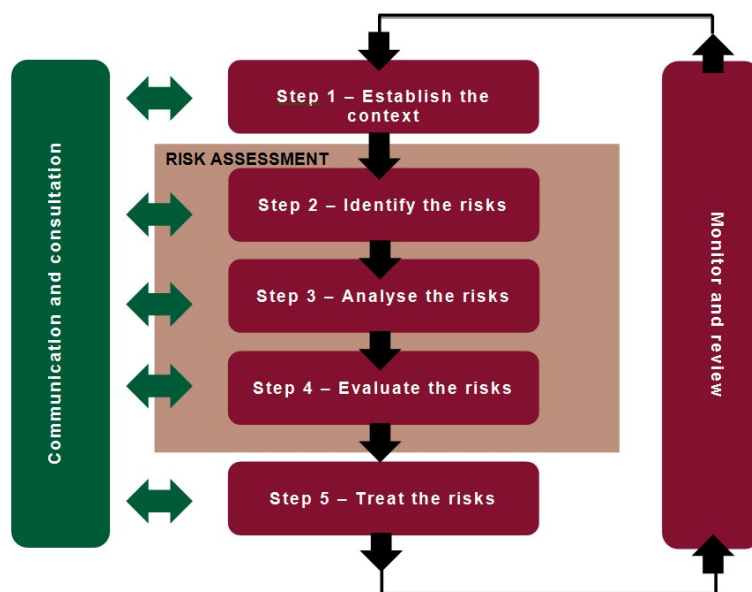 Communication and consultation
Step 1 – Establish the
context
RISK ASSESSMENT
Step 2 – Identify the risks
Step 3 – Analyse the risks
Step 4 – Evaluate the risks
Step 5 – Treat the risks
Monitor and review